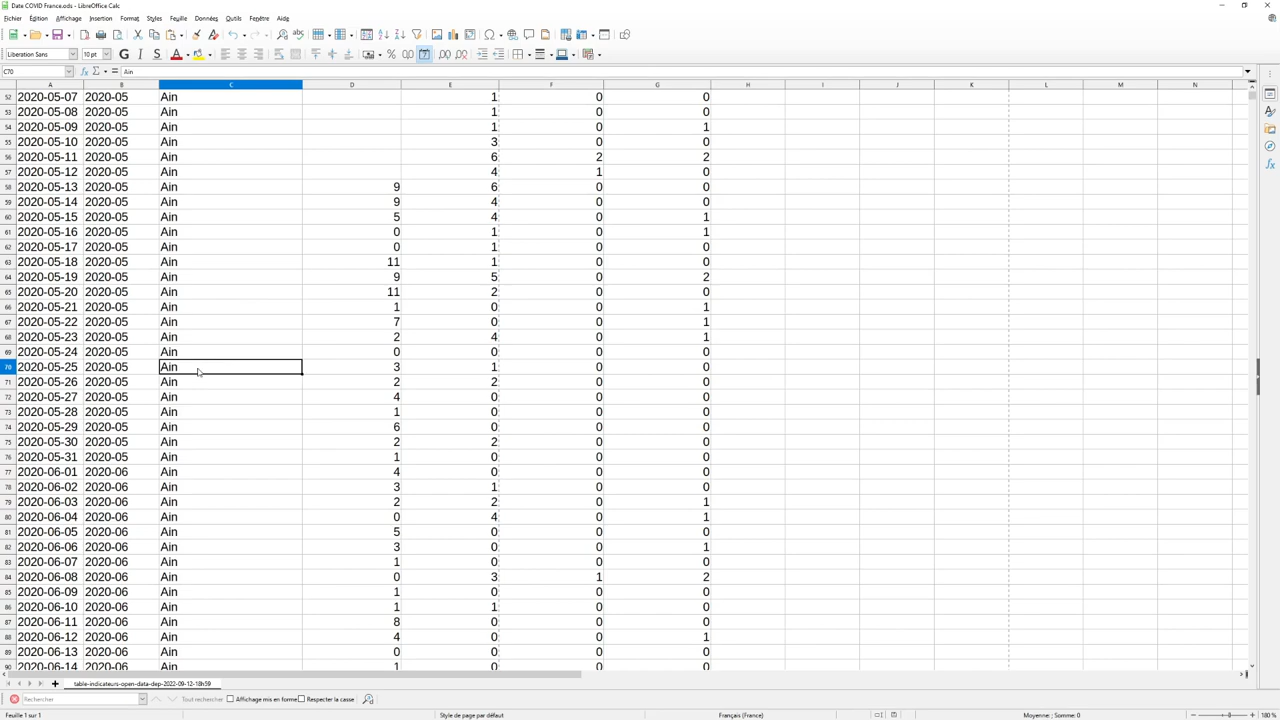 Date COVID France.ods - LibreOffice Calc
Fichier Édition Affichage Insertion Format Styles Feuille Données Outils Fenêtre Aide
Liberation Sans 10 pt G I S
C70 Ain
A B C D E F G H I J K L M N
52 2020-05-07 2020-05 Ain 1 0 0
53 2020-05-08 2020-05 Ain 1 0 0
54 2020-05-09 2020-05 Ain 1 0 1
55 2020-05-10 2020-05 Ain 3 0 0
56 2020-05-11 2020-05 Ain 6 2 2
57 2020-05-12 2020-05 Ain 4 1 0
58 2020-05-13 2020-05 Ain 9 6 0 0
59 2020-05-14 2020-05 Ain 9 4 0 0
60 2020-05-15 2020-05 Ain 5 4 0 1
61 2020-05-16 2020-05 Ain 0 1 0 1
62 2020-05-17 2020-05 Ain 0 1 0 0
63 2020-05-18 2020-05 Ain 11 1 0 0
64 2020-05-19 2020-05 Ain 9 5 0 2
65 2020-05-20 2020-05 Ain 11 2 0 0
66 2020-05-21 2020-05 Ain 1 0 0 1
67 2020-05-22 2020-05 Ain 7 0 0 1
68 2020-05-23 2020-05 Ain 2 4 0 1
69 2020-05-24 2020-05 Ain 0 0 0 0
70 2020-05-25 2020-05 Ain 3 1 0 0
71 2020-05-26 2020-05 Ain 2 2 0 0
72 2020-05-27 2020-05 Ain 4 0 0 0
73 2020-05-28 2020-05 Ain 1 0 0 0
74 2020-05-29 2020-05 Ain 6 0 0 0
75 2020-05-30 2020-05 Ain 2 2 0 0
76 2020-05-31 2020-05 Ain 1 0 0 0
77 2020-06-01 2020-06 Ain 4 0 0 0
78 2020-06-02 2020-06 Ain 3 1 0 0
79 2020-06-03 2020-06 Ain 2 2 0 1
80 2020-06-04 2020-06 Ain 0 4 0 1
81 2020-06-05 2020-06 Ain 5 0 0 0
82 2020-06-06 2020-06 Ain 3 0 0 1
83 2020-06-07 2020-06 Ain 1 0 0 0
84 2020-06-08 2020-06 Ain 0 3 1 2
85 2020-06-09 2020-06 Ain 1 0 0 0
86 2020-06-10 2020-06 Ain 1 1 0 0
87 2020-06-11 2020-06 Ain 8 0 0 0
88 2020-06-12 2020-06 Ain 4 0 0 1
89 2020-06-13 2020-06 Ain 0 0 0 0
90 2020-06-14 2020-06 Ain 1 0 0 0
table-indicateurs-open-data-dep-2022-09-12-18h59
Rechercher Tout rechercher Affichage mis en forme Respecter la casse
Feuille 1 sur 1 Style de page par défaut Français (France) Moyenne: ; Somme: 0 180 %